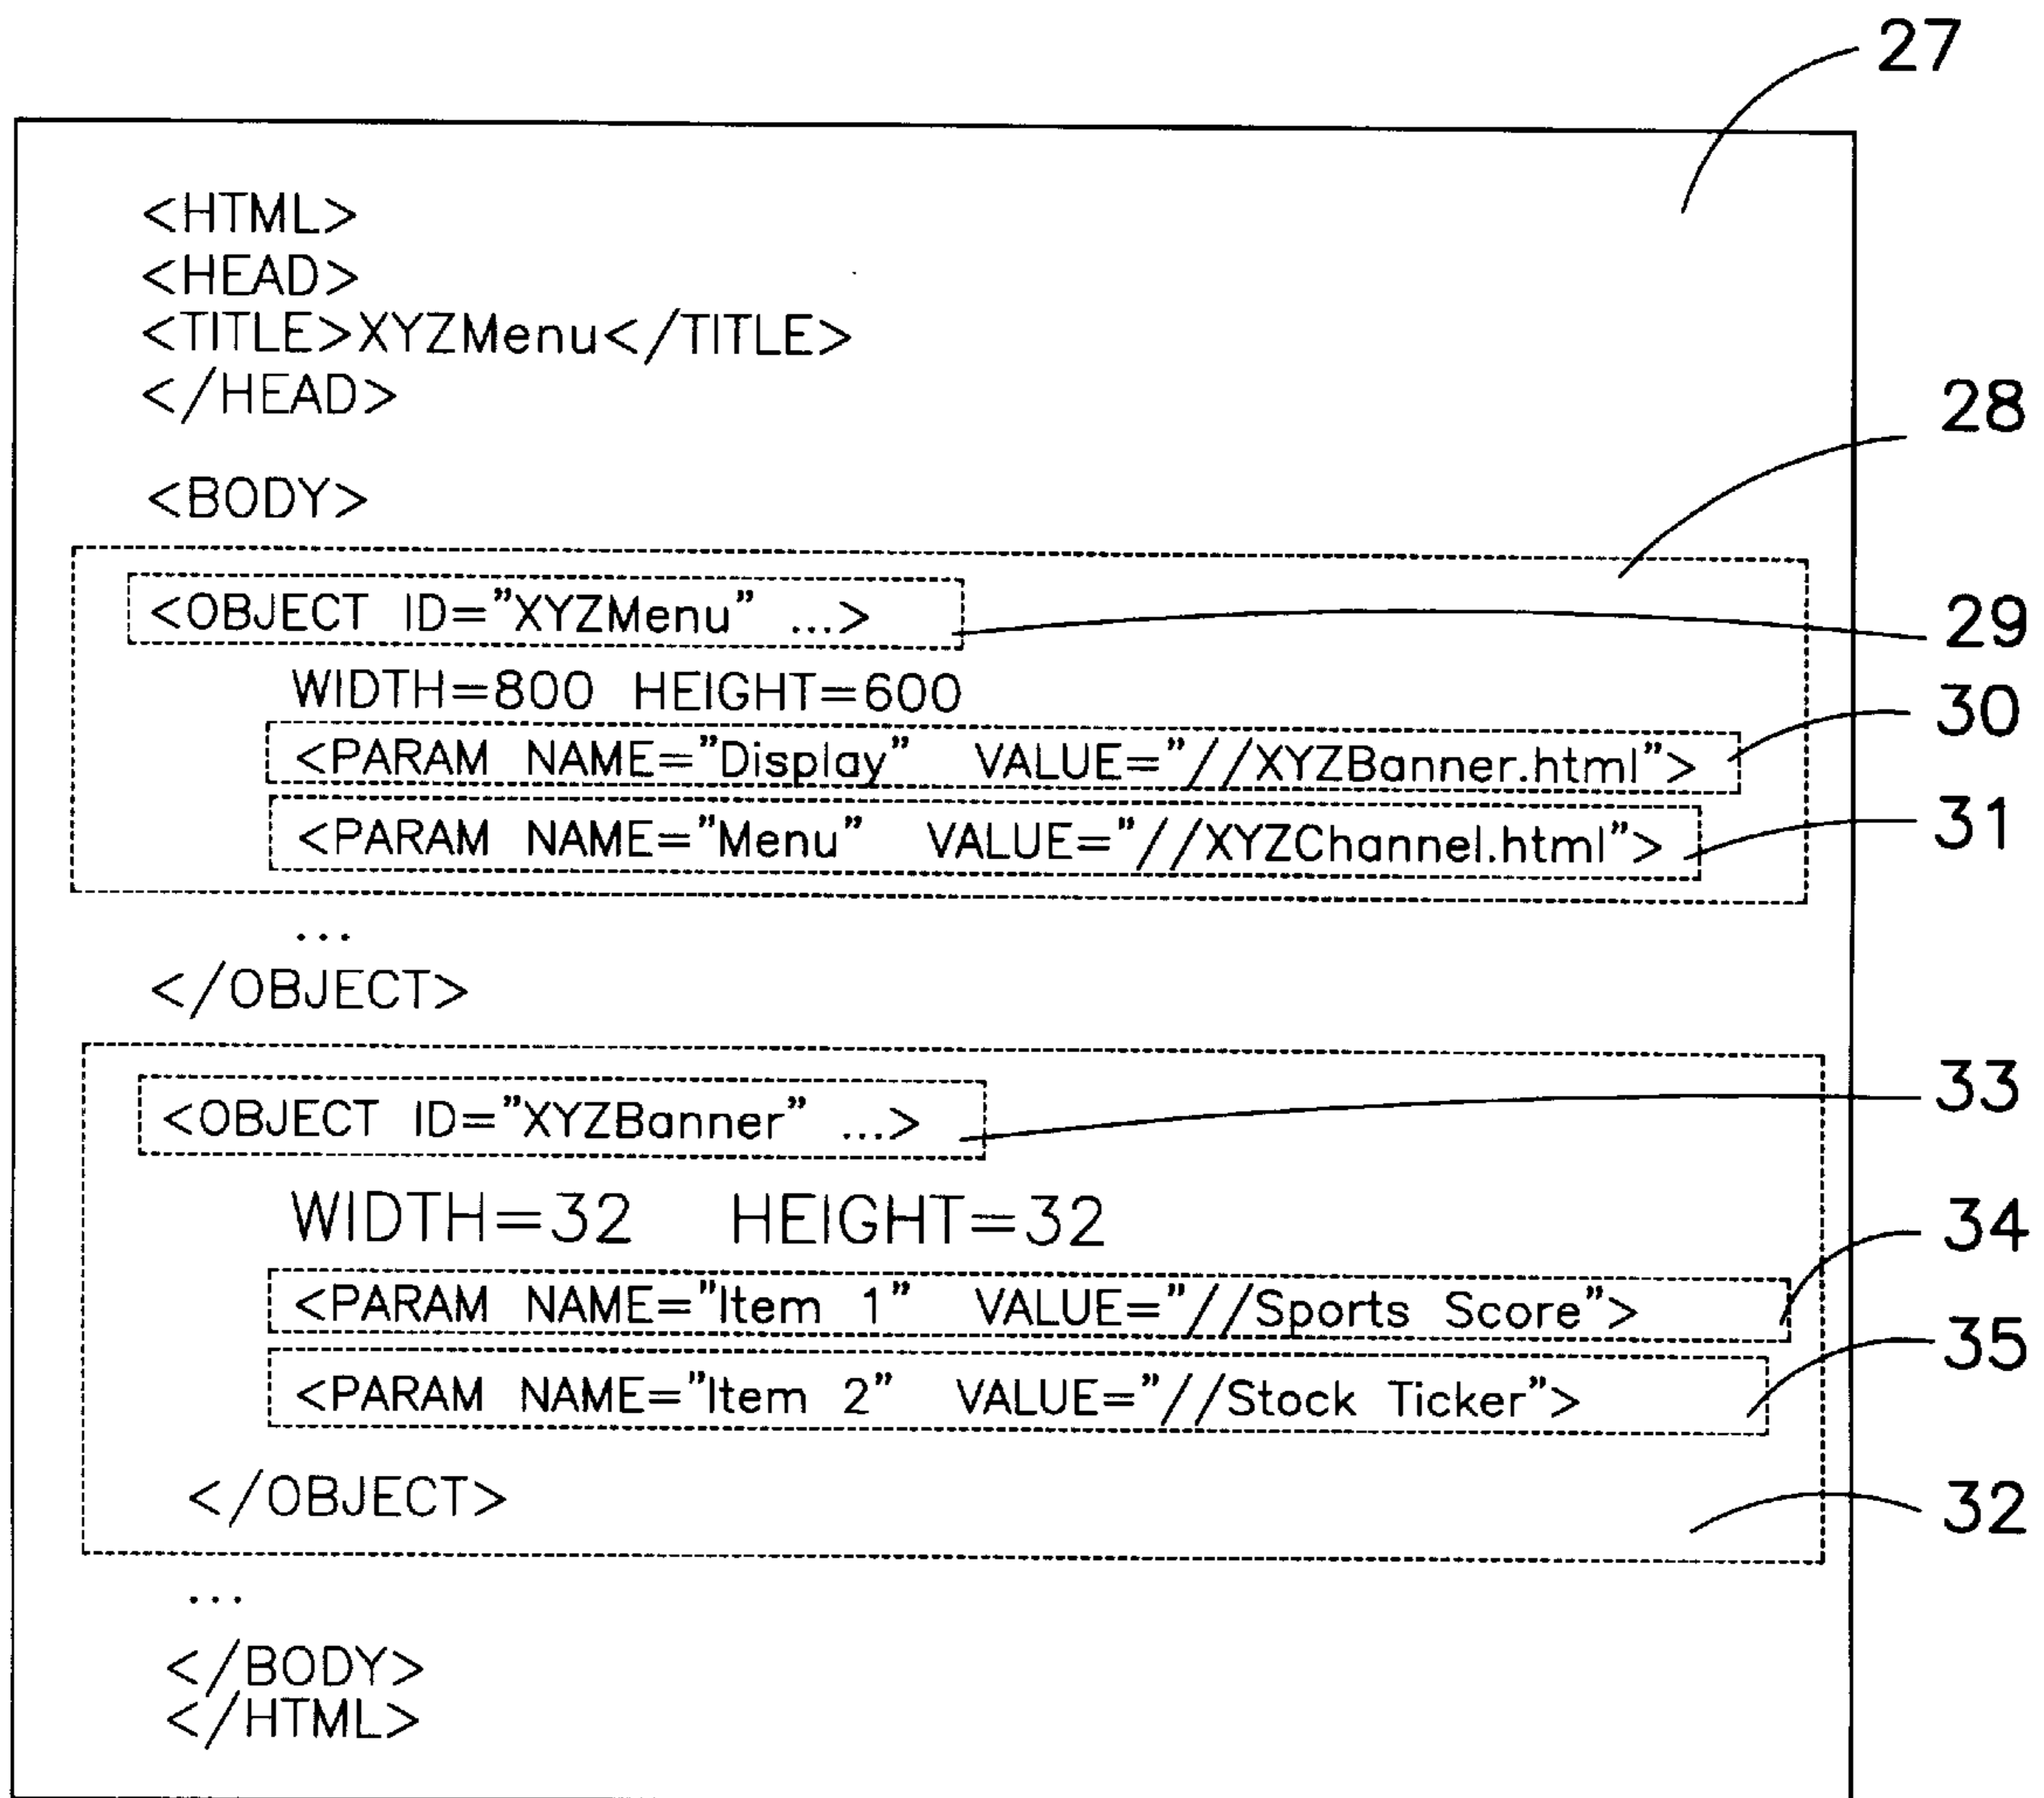 27
<HTML>
<HEAD>
<TITLE>XYZMenu</TITLE>
</HEAD>
28
<BODY>
<OBJECT ID="XYZMenu" ...>
29
WIDTH=800 HEIGHT=600
30
<PARAM NAME="Display" VALUE="//XYZBanner.html">
31
<PARAM NAME="Menu" VALUE="//XYZChannel.html">
...
</OBJECT>
33
<OBJECT ID="XYZBanner" ...>
WIDTH=32 HEIGHT=32
34
<PARAM NAME="Item 1" VALUE="//Sports Score">
35
<PARAM NAME="Item 2" VALUE="//Stock Ticker">
</OBJECT>
32
...
</BODY>
</HTML>